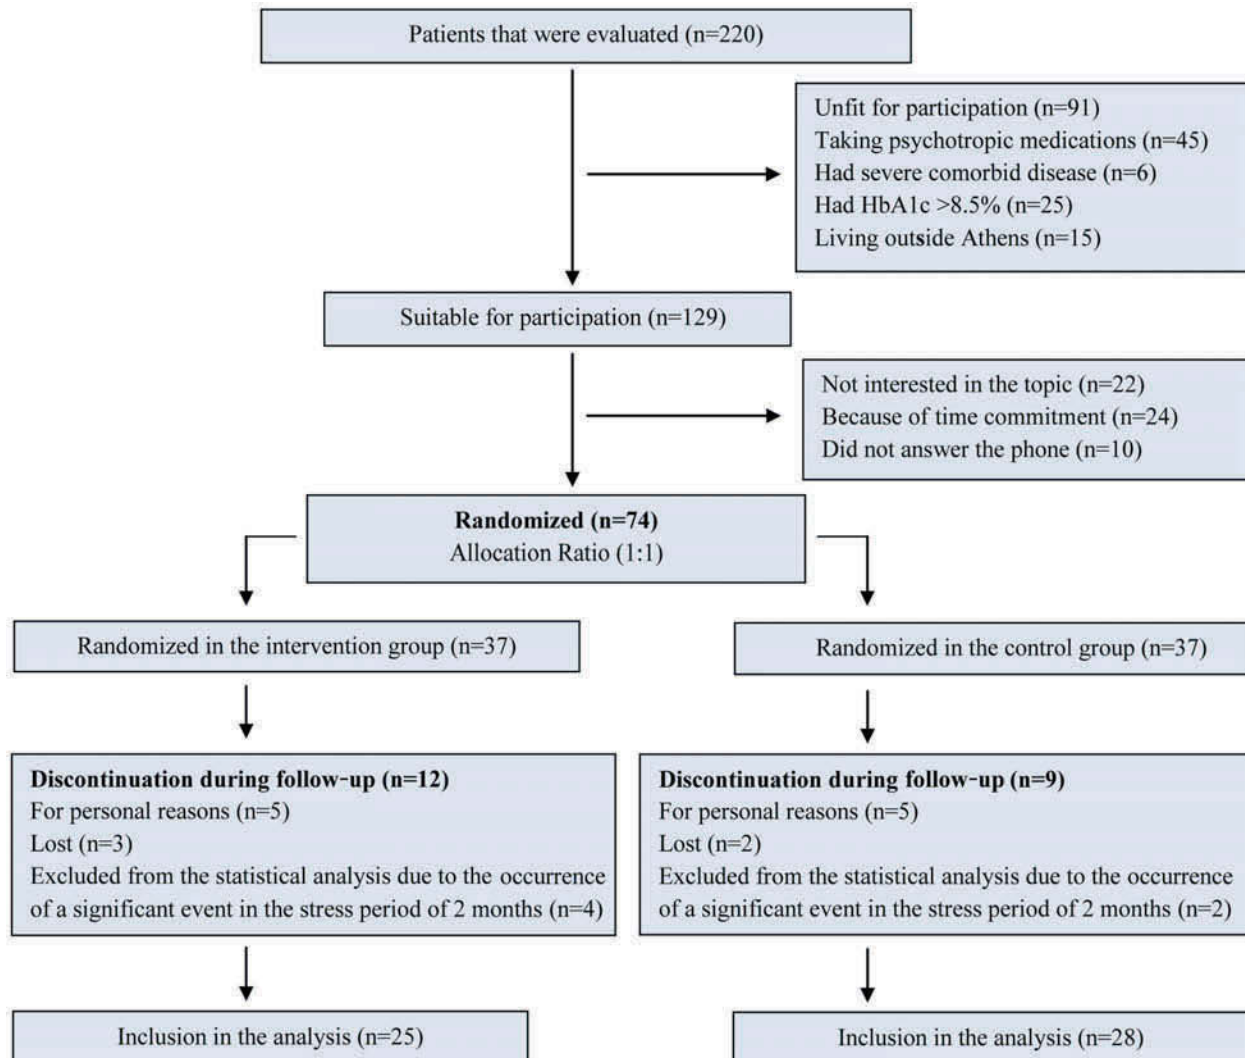 Patients that were evaluated (n=220)
Unfit for participation (n=91)
Taking psychotropic medications (n=45)
Had severe comorbid disease (n=6)
Had HbA1c >8.5% (n=25)
Living outside Athens (n=15)
Suitable for participation (n=129)
Not interested in the topic (n=22)
Because of time commitment (n=24)
Did not answer the phone (n=10)
Randomized (n=74)
Allocation Ratio (1:1)
Randomized in the intervention group (n=37)
Randomized in the control group (n=37)
Discontinuation during follow-up (n=12)
For personal reasons (n=5)
Lost (n=3)
Excluded from the statistical analysis due to the occurrence
of a significant event in the stress period of 2 months (n=4)
Discontinuation during follow-up (n=9)
For personal reasons (n=5)
Lost (n=2)
Excluded from the statistical analysis due to the occurrence
of a significant event in the stress period of 2 months (n=2)
Inclusion in the analysis (n=25)
Inclusion in the analysis (n=28)